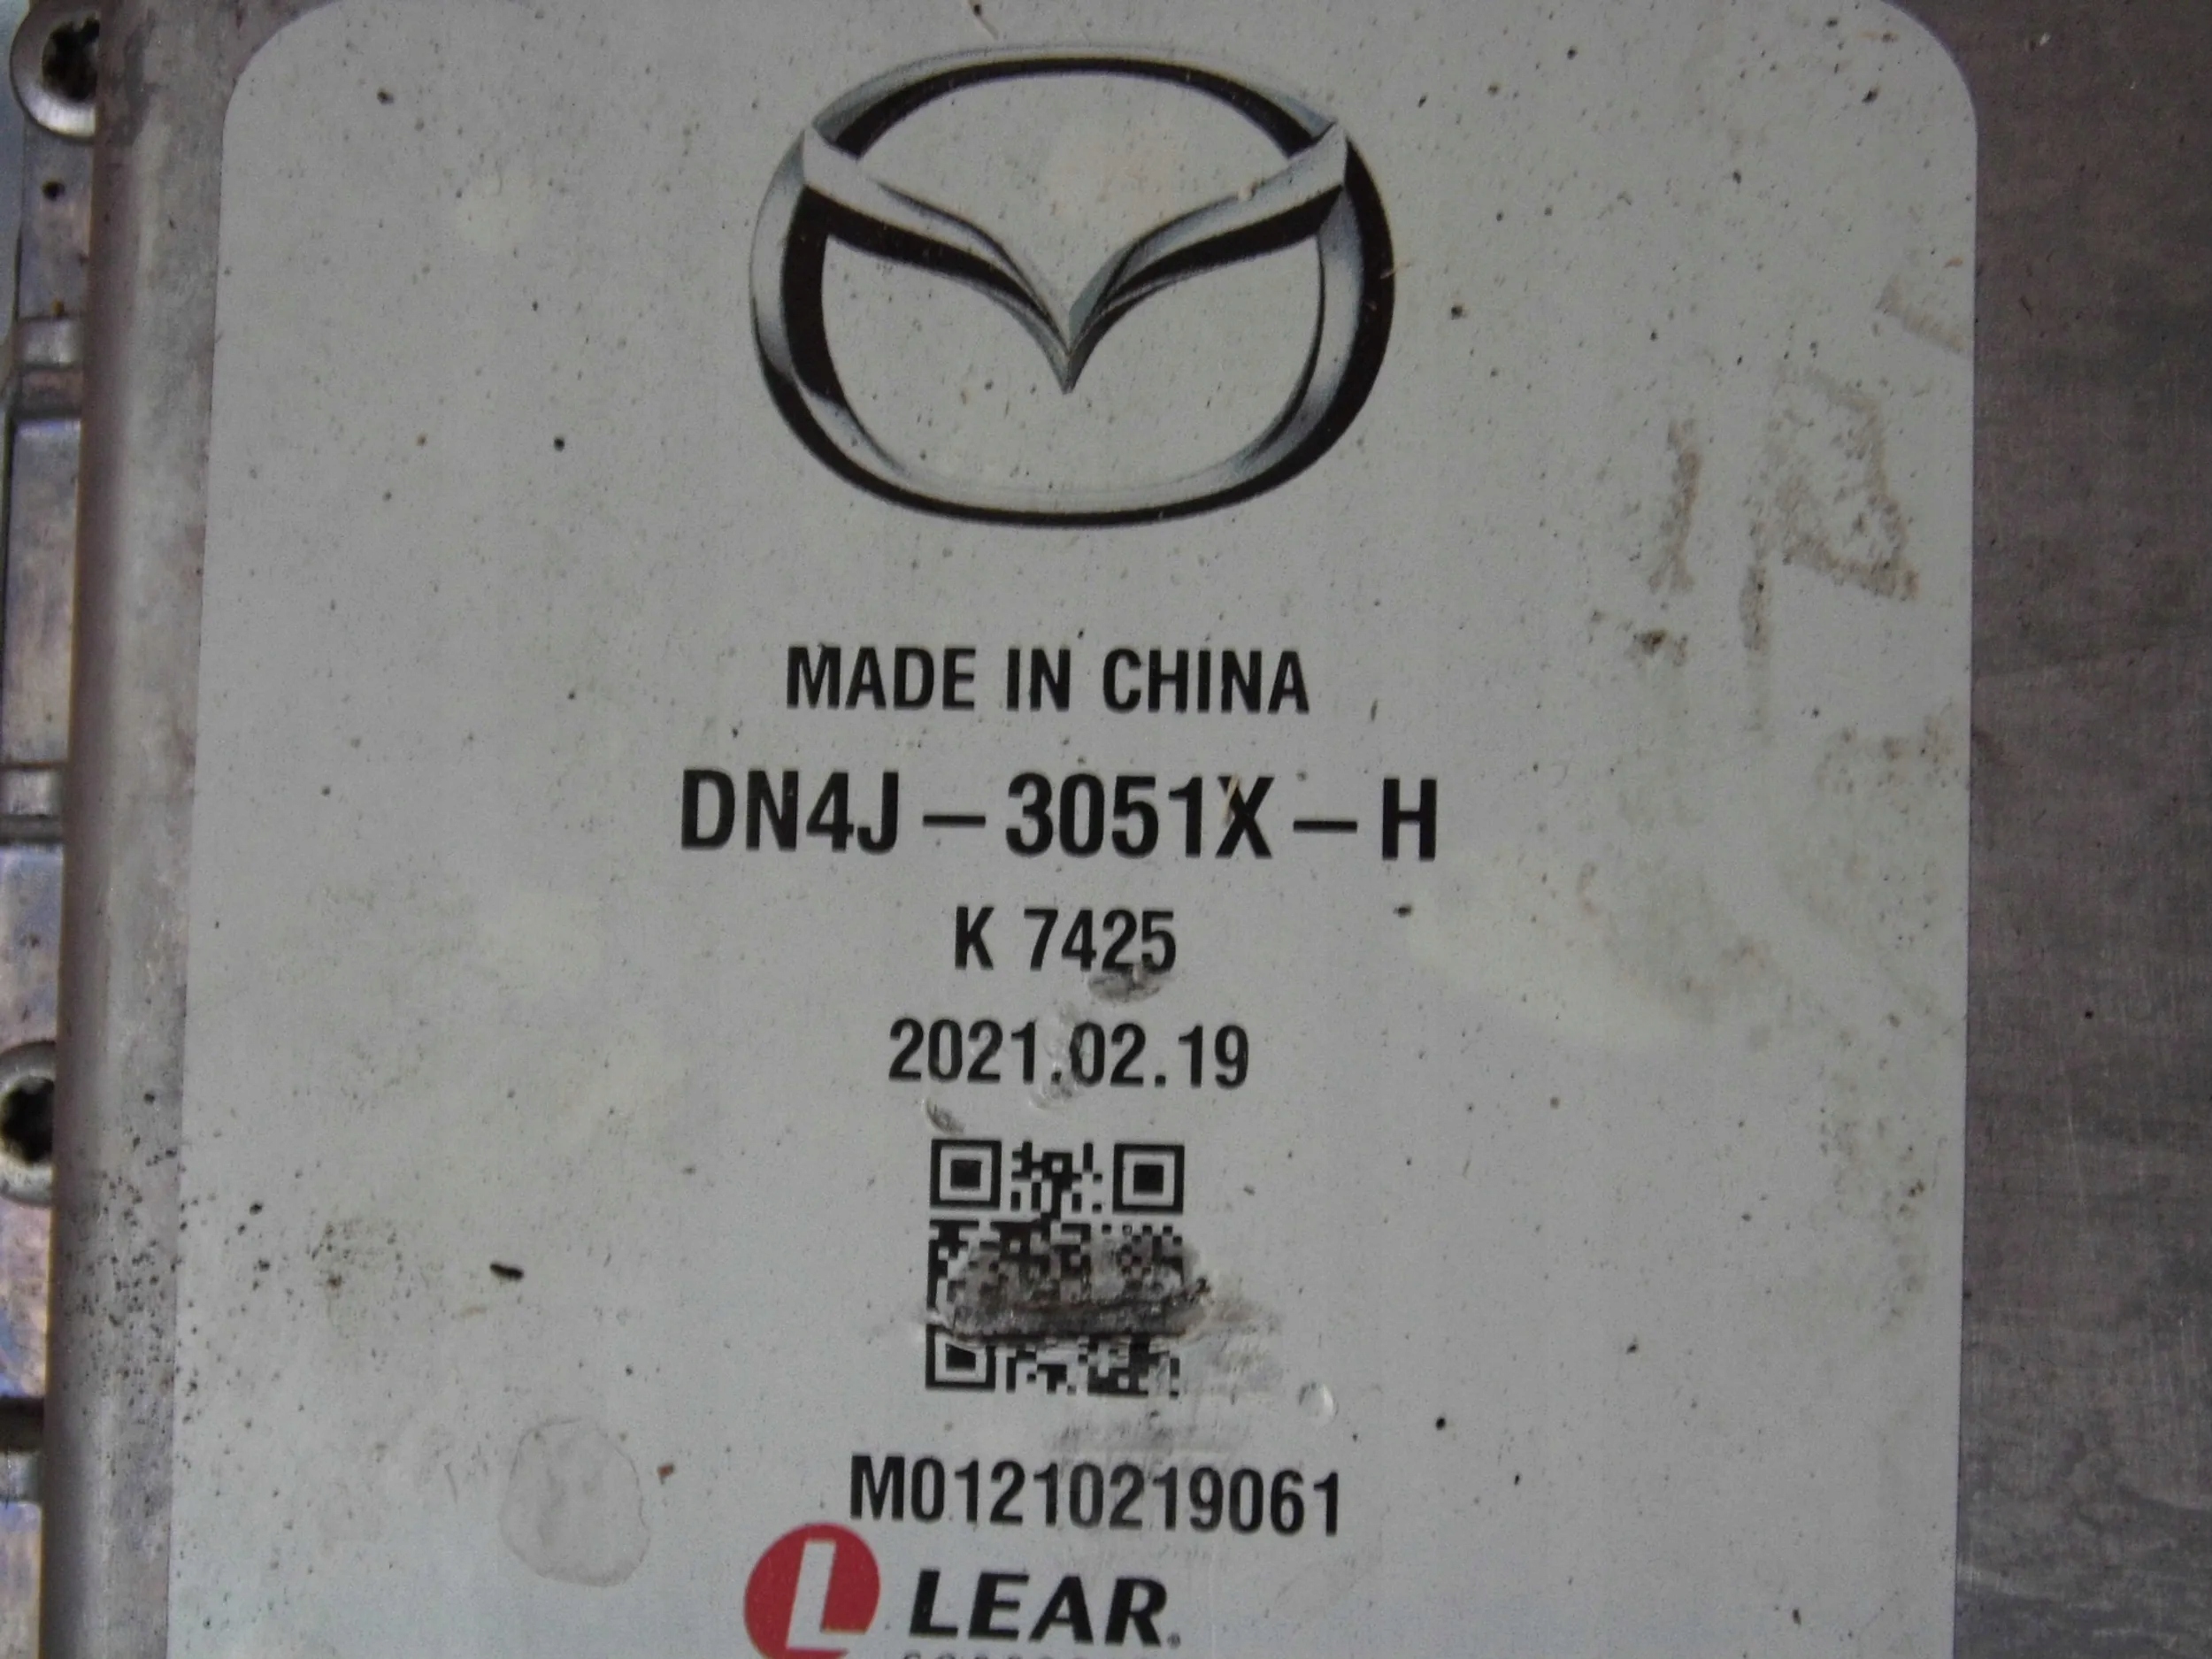 MADE IN CHINA
DN4J-3051X-H
K 7425
2021.02.19
M01210219061
L LEAR.